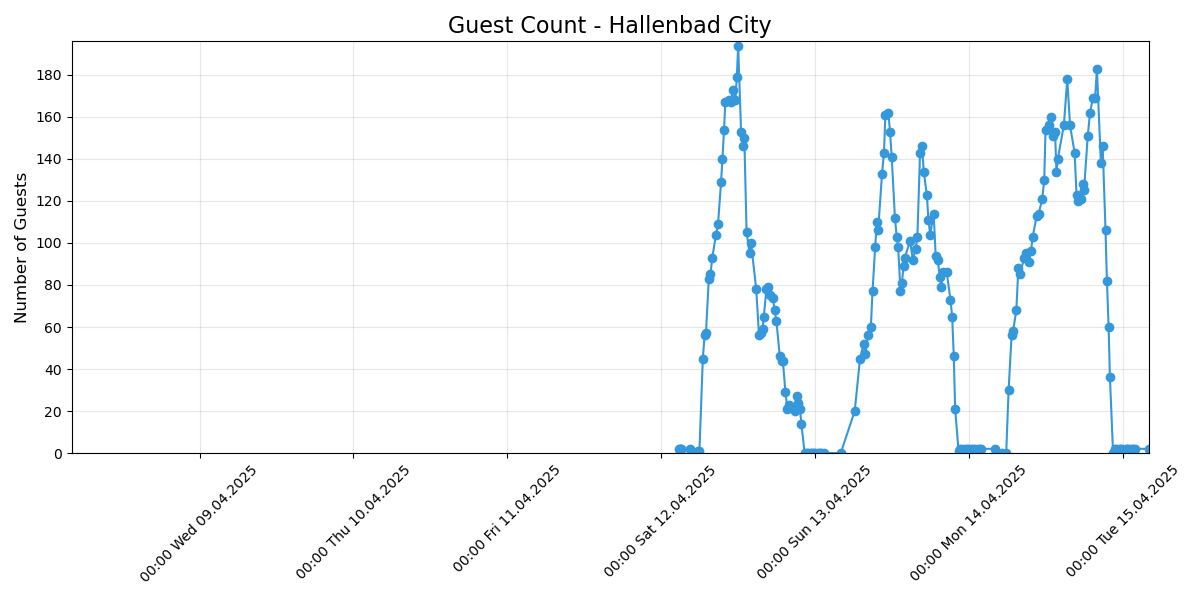 Guest Count - Hallenbad City
Number of Guests
180
160
140
120
100
80
60
40
20
0
00:00 Wed 09.04.2025
00:00 Thu 10.04.2025
00:00 Fri 11.04.2025
00:00 Sat 12.04.2025
00:00 Sun 13.04.2025
00:00 Mon 14.04.2025
00:00 Tue 15.04.2025